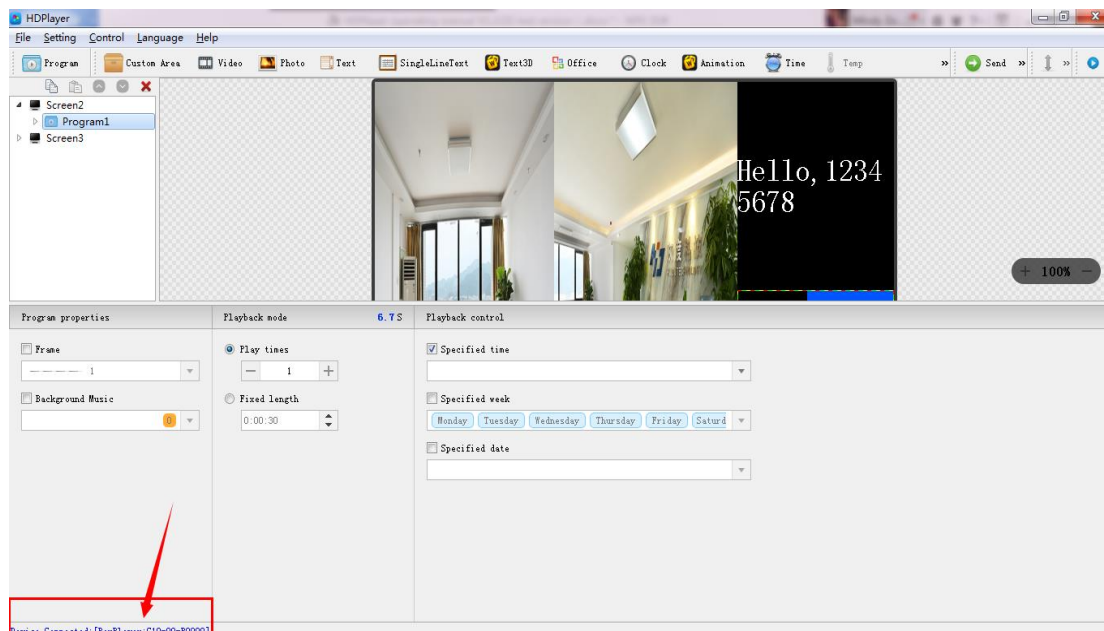 HDPlayer
File Setting Control Language Help
Program Custom Area Video Photo Text SingleLineText Text3D Office Clock Animation Time Temp » Send » »
Screen2
Program1
Screen3
Hello, 1234
5678
+ 100% −
Program properties Playback mode 6.7S Playback control
Frame Play times Specified time
1 1
Background Music Fixed length Specified week
0 0:00:30 Monday Tuesday Wednesday Thursday Friday Saturd
Specified date